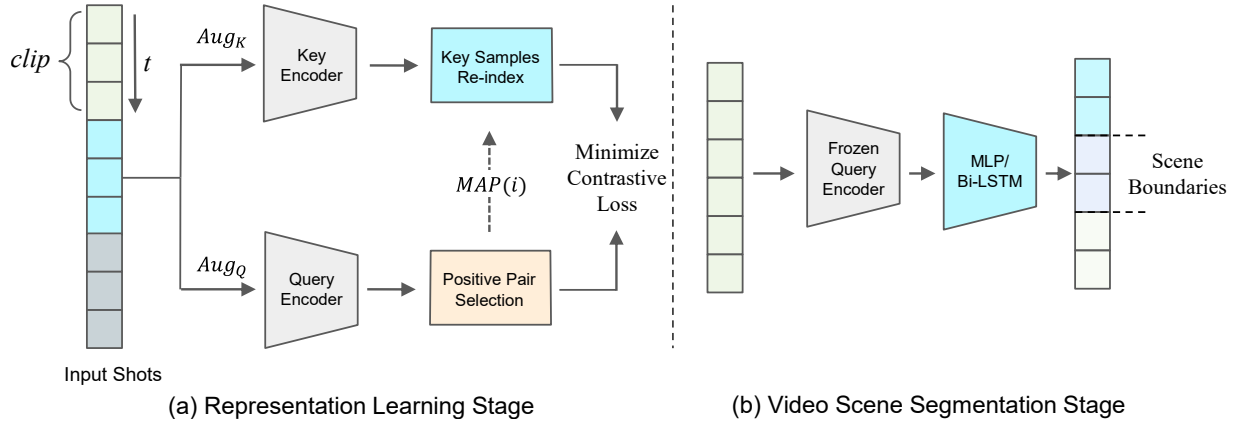 clip
t
Aug_K
Key
Encoder
Key Samples
Re-index
Minimize
Contrastive
Loss
MAP(i)
Aug_Q
Query
Encoder
Positive Pair
Selection
Input Shots
(a) Representation Learning Stage
Frozen
Query
Encoder
MLP/
Bi-LSTM
Scene
Boundaries
(b) Video Scene Segmentation Stage